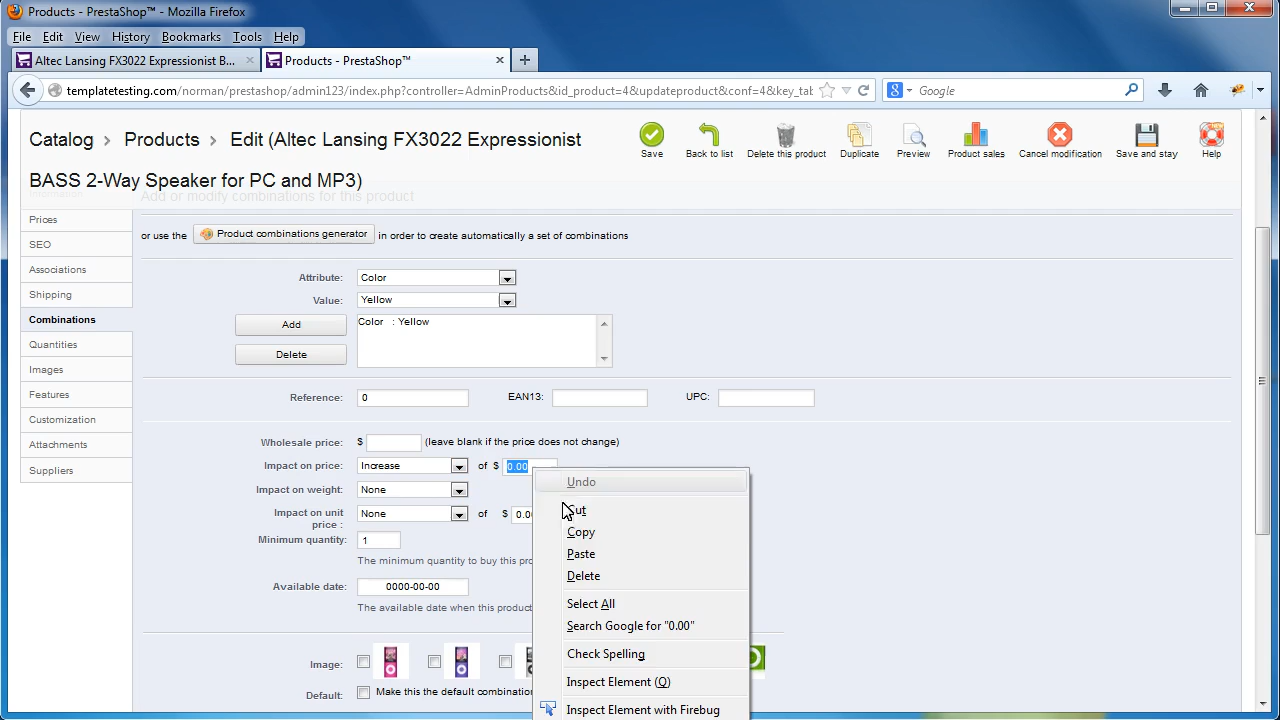 Products - PrestaShop™ - Mozilla Firefox
File Edit View History Bookmarks Tools Help
Altec Lansing FX3022 Expressionist B... × Products - PrestaShop™ × +
templatetesting.com/ /prestashop/admin123/index.php?controller=AdminProducts&id_product=4&updateproduct&conf=4&key_tab Google
Catalog > Products > Edit (Altec Lansing FX3022 Expressionist
BASS 2-Way Speaker for PC and MP3)
Save Back to list Delete this product Duplicate Preview Product sales Cancel modification Save and stay Help
Add or modify combinations for this product
Prices
SEO
Associations
Shipping
Combinations
Quantities
Images
Features
Customization
Attachments
Suppliers
or use the Product combinations generator in order to create automatically a set of combinations
Attribute: Color
Value: Yellow
Add Color : Yellow
Delete
Reference: 0 EAN13: UPC:
Wholesale price: $ (leave blank if the price does not change)
Impact on price: Increase of $ 0.00
Impact on weight: None
Impact on unit price : None of $ 0.0
Minimum quantity: 1
The minimum quantity to buy this pro
Available date: 0000-00-00
The available date when this product
Image:
Default: Make this the default combination
Undo
Cut
Copy
Paste
Delete
Select All
Search Google for "0.00"
Check Spelling
Inspect Element (Q)
Inspect Element with Firebug